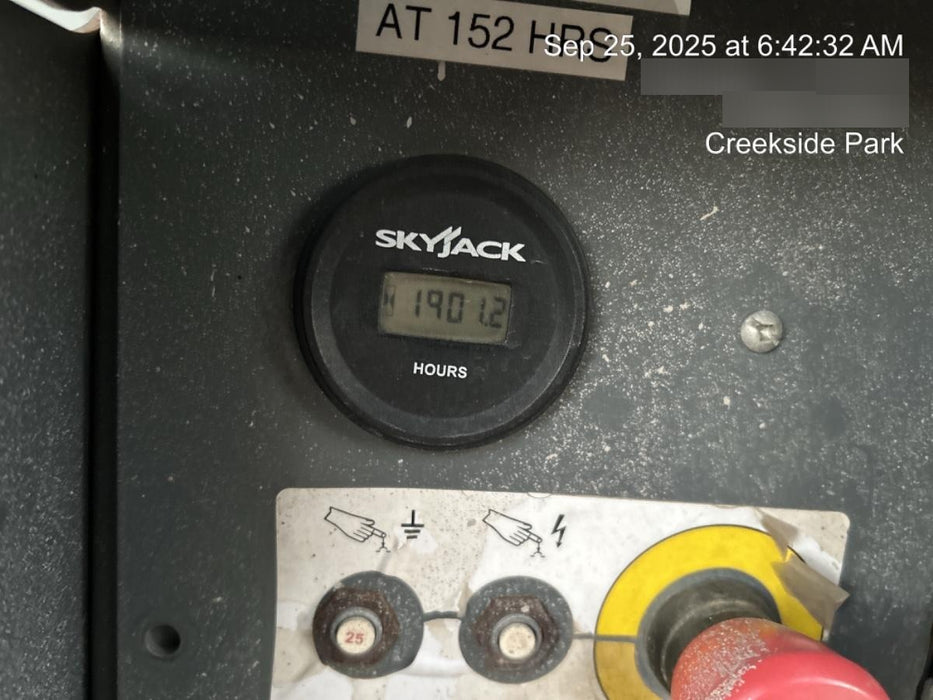 AT 152 HRS
Sep 25, 2025 at 6:42:32 AM
Creekside Park
SKYJACK
1901.2
HOURS
25